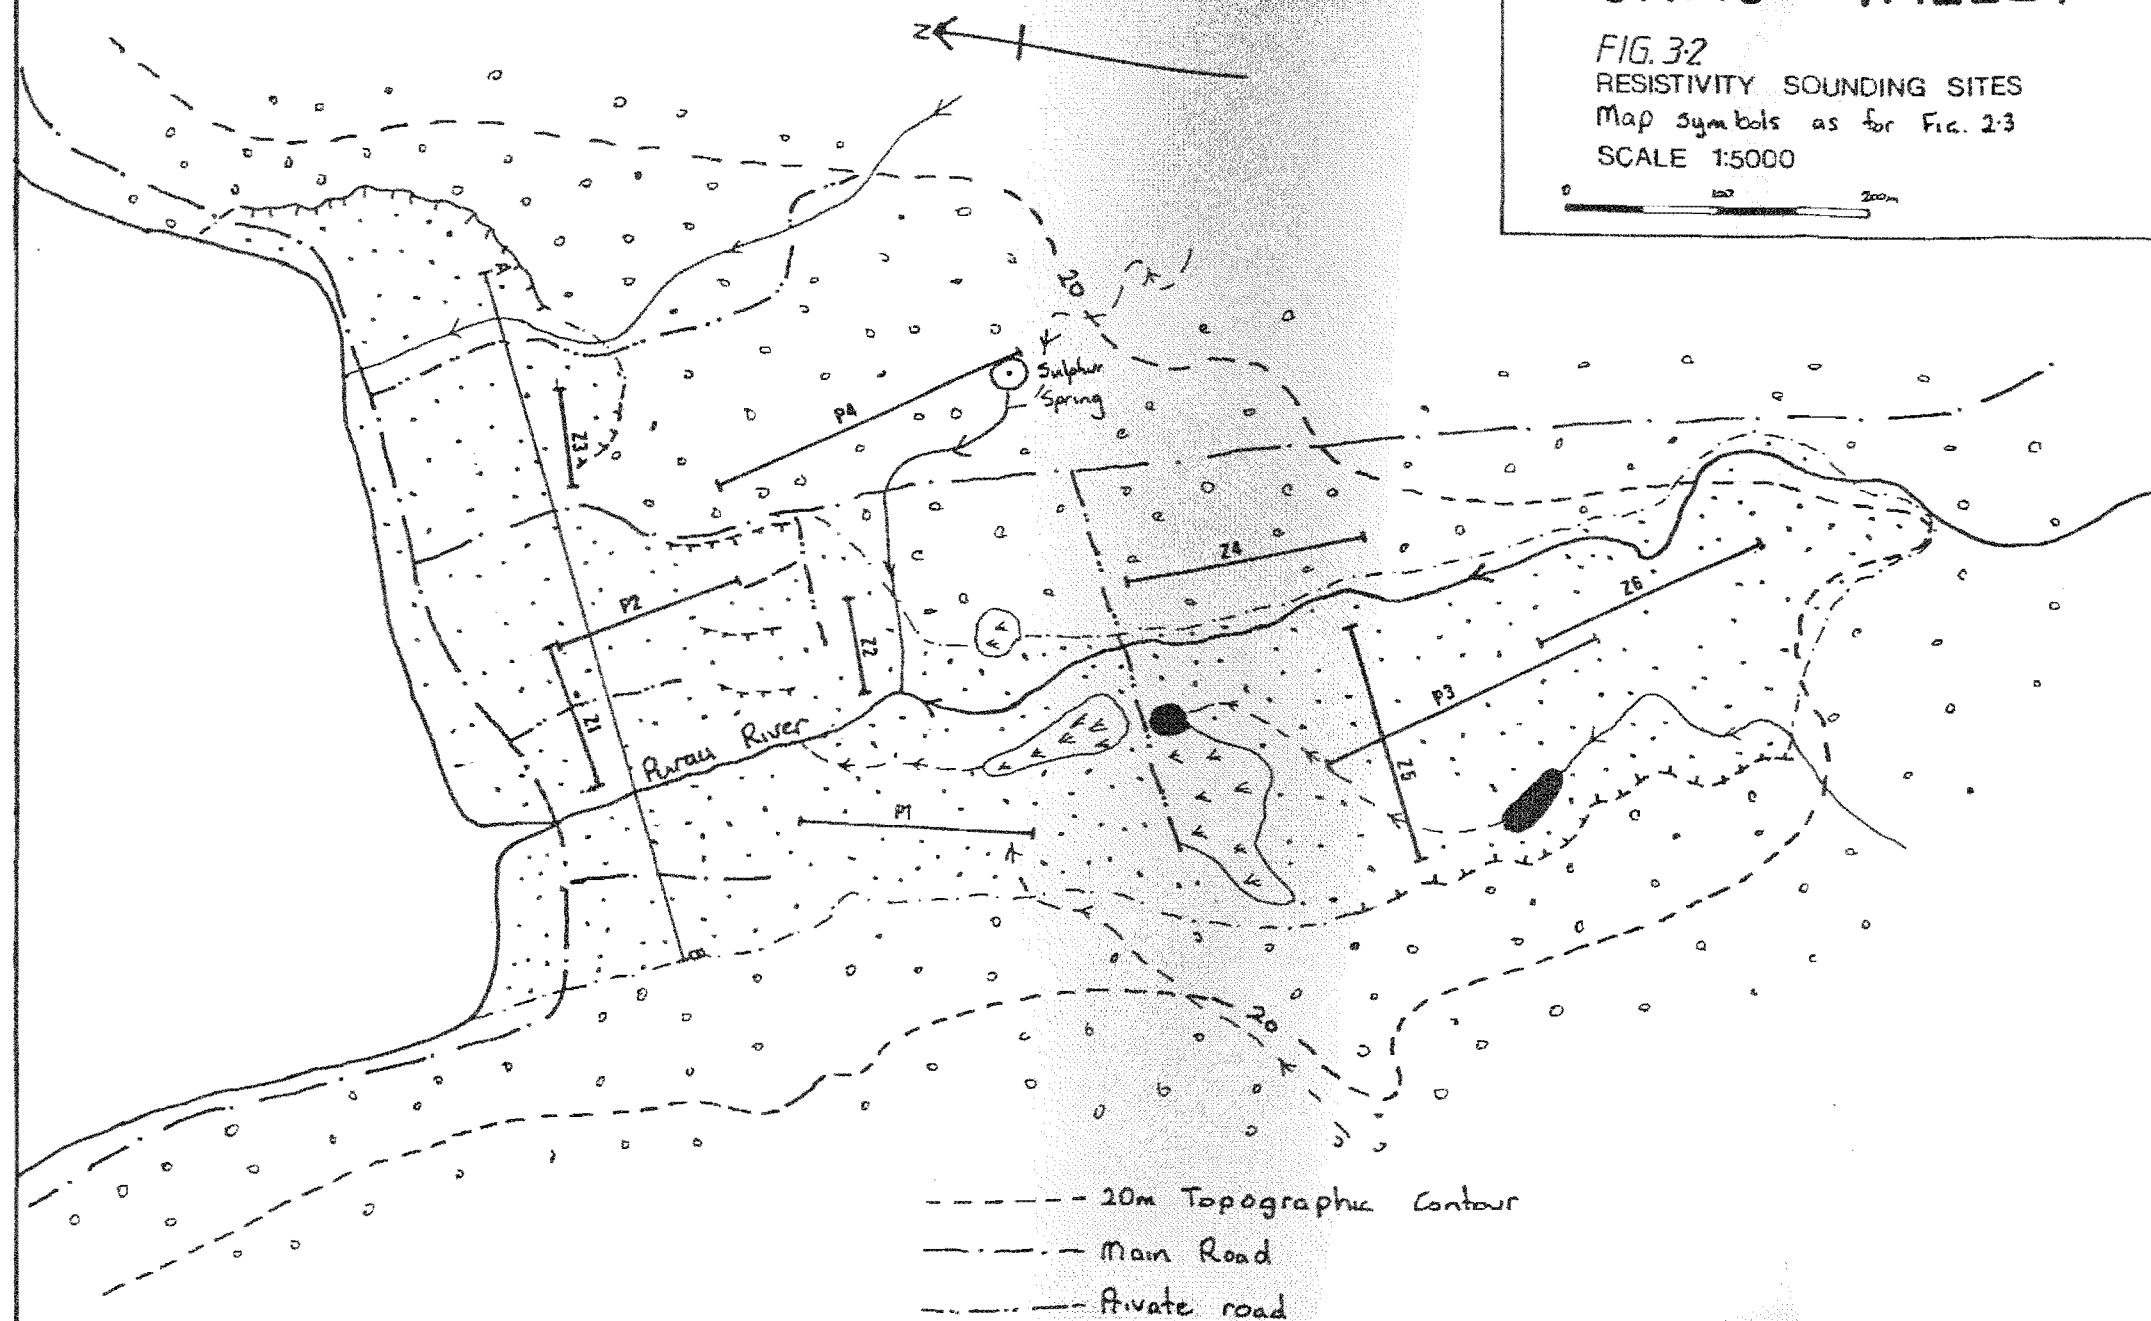 N
FIG. 3·2
RESISTIVITY SOUNDING SITES
Map symbols as for FIG. 2·3
SCALE 1:5000
0 100 200m
A
20
Sulphur
Spring
P4
Z3
Z4
P2
Z6
Z2
P3
Z1
Purau River
Z5
P1
B
20
20m Topographic Contour
Main Road
Private road